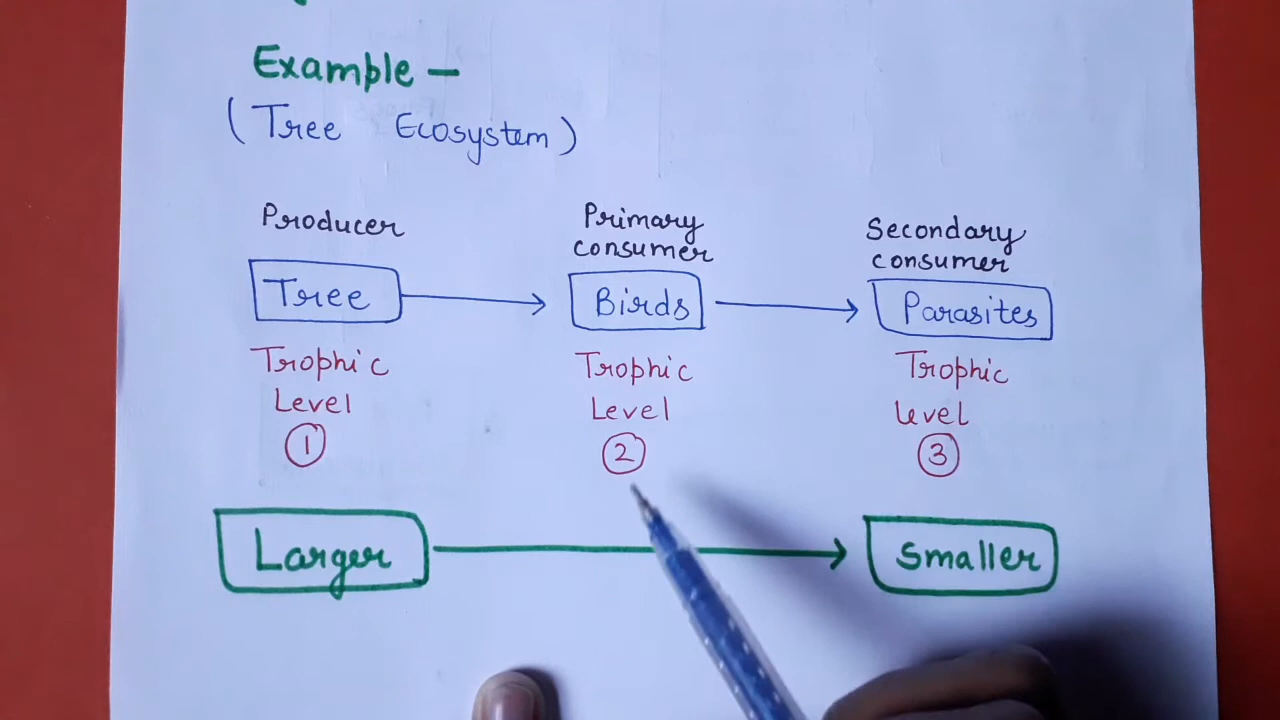 Example -
(Tree Ecosystem)
Producer
Primary
consumer
Secondary
consumer
Tree
Birds
Parasites
Trophic
Level
1
Trophic
Level
2
Trophic
Level
3
Larger
Smaller